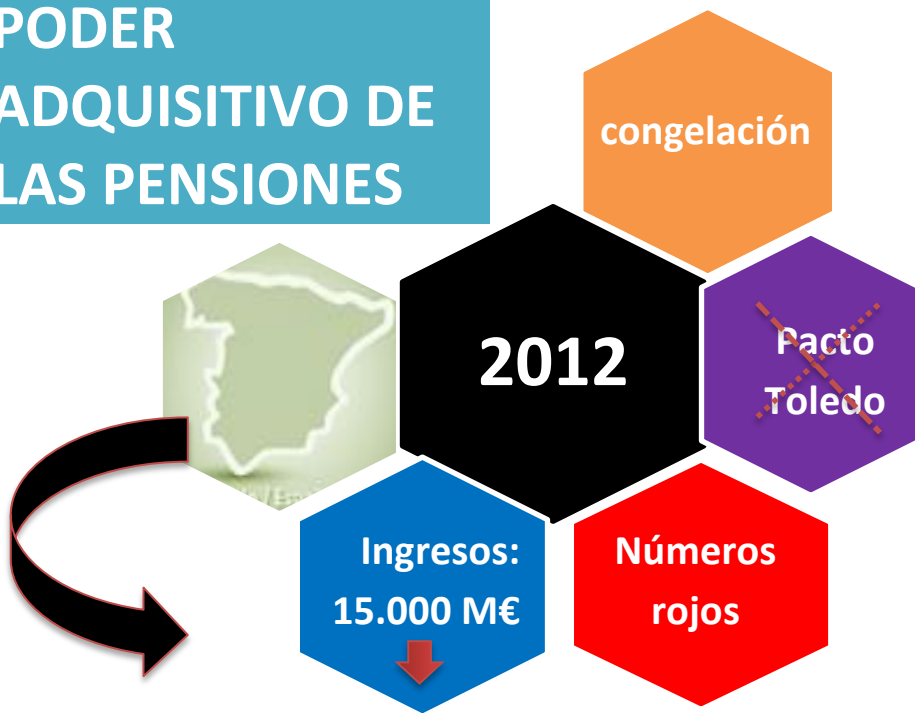 PODER
ADQUISITIVO DE
LAS PENSIONES
congelación
2012
Pacto
Toledo
Ingresos:
15.000 M€
Números
rojos